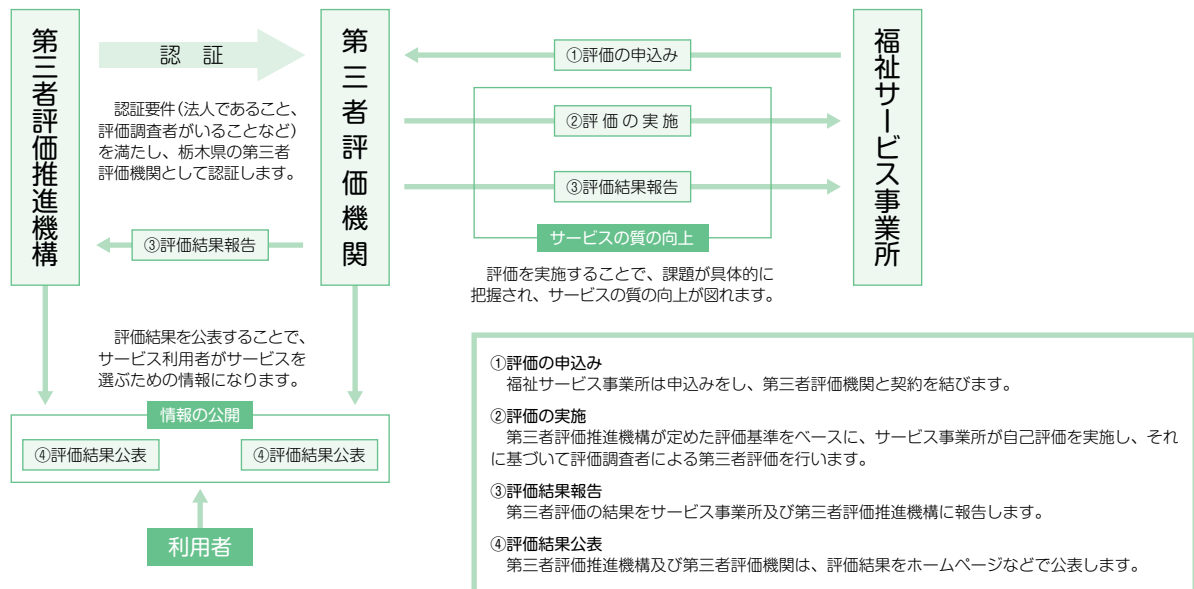 第三者評価推進機構
認 証
認証要件(法人であること、
評価調査者がいることなど)
を満たし、栃木県の第三者
評価機関として認証します。
③評価結果報告
第三者評価機関
①評価の申込み
②評価の実施
③評価結果報告
サービスの質の向上
評価を実施することで、課題が具体的に
把握され、サービスの質の向上が図れます。
福祉サービス事業所
評価結果を公表することで、
サービス利用者がサービスを
選ぶための情報になります。
情報の公開
④評価結果公表
④評価結果公表
利用者
①評価の申込み
福祉サービス事業所は申込みをし、第三者評価機関と契約を結びます。
②評価の実施
第三者評価推進機構が定めた評価基準をベースに、サービス事業所が自己評価を実施し、それ
に基づいて評価調査者による第三者評価を行います。
③評価結果報告
第三者評価の結果をサービス事業所及び第三者評価推進機構に報告します。
④評価結果公表
第三者評価推進機構及び第三者評価機関は、評価結果をホームページなどで公表します。